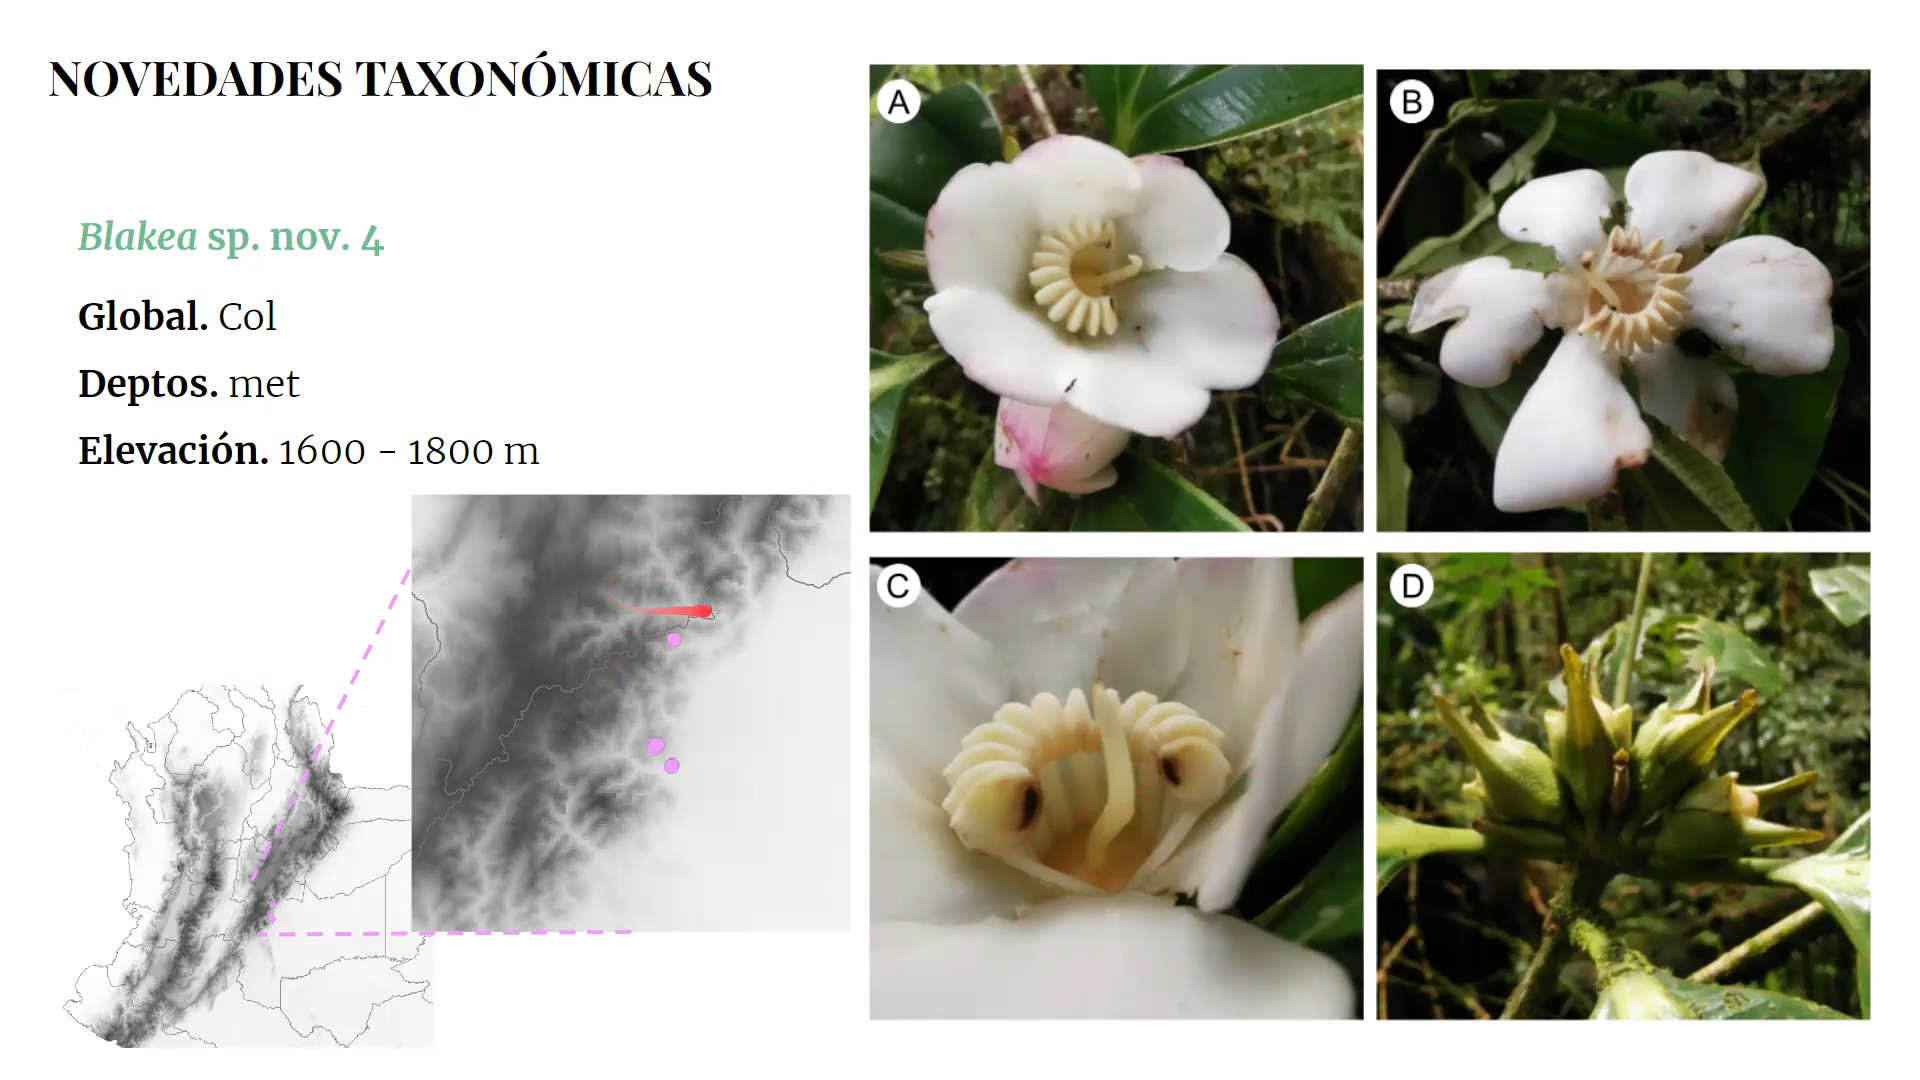 NOVEDADES TAXONÓMICAS
Blakea sp. nov. 4
Global. Col
Deptos. met
Elevación. 1600 - 1800 m
A
B
C
D